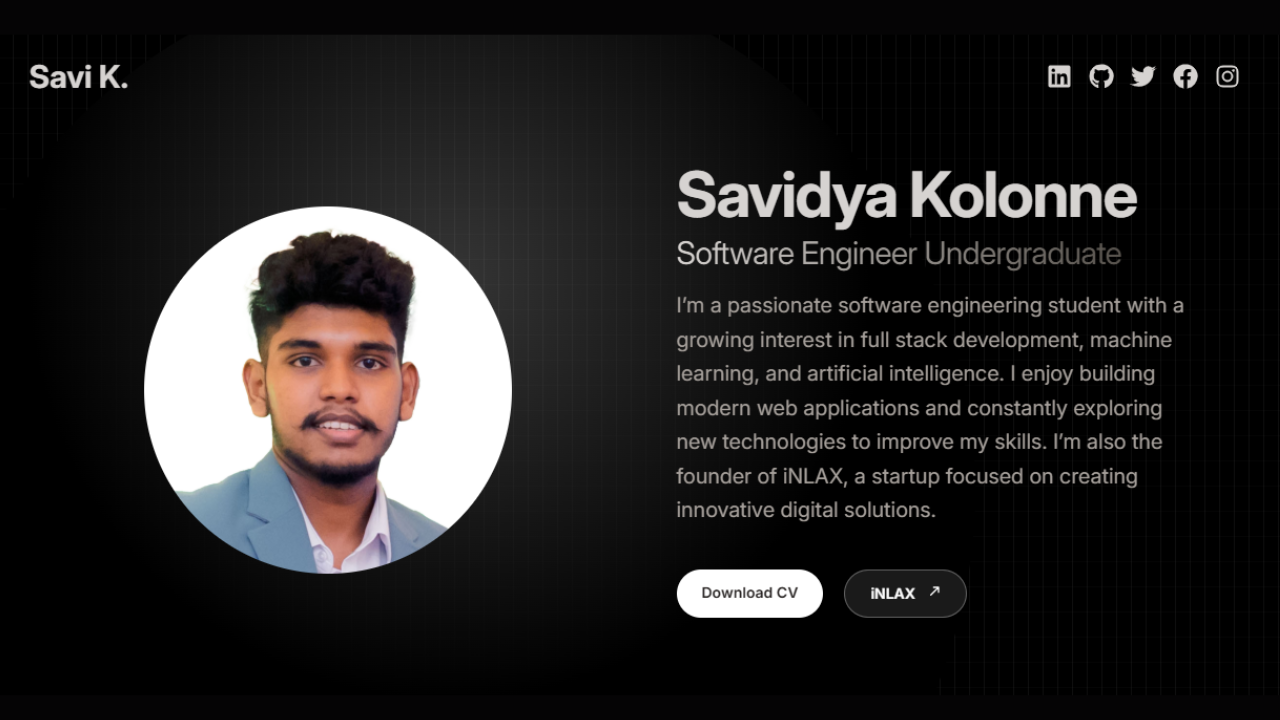 Savi K.
Savidya Kolonne
Software Engineer Undergraduate
I’m a passionate software engineering student with a
growing interest in full stack development, machine
learning, and artificial intelligence. I enjoy building
modern web applications and constantly exploring
new technologies to improve my skills. I’m also the
founder of iNLAX, a startup focused on creating
innovative digital solutions.
Download CV
iNLAX